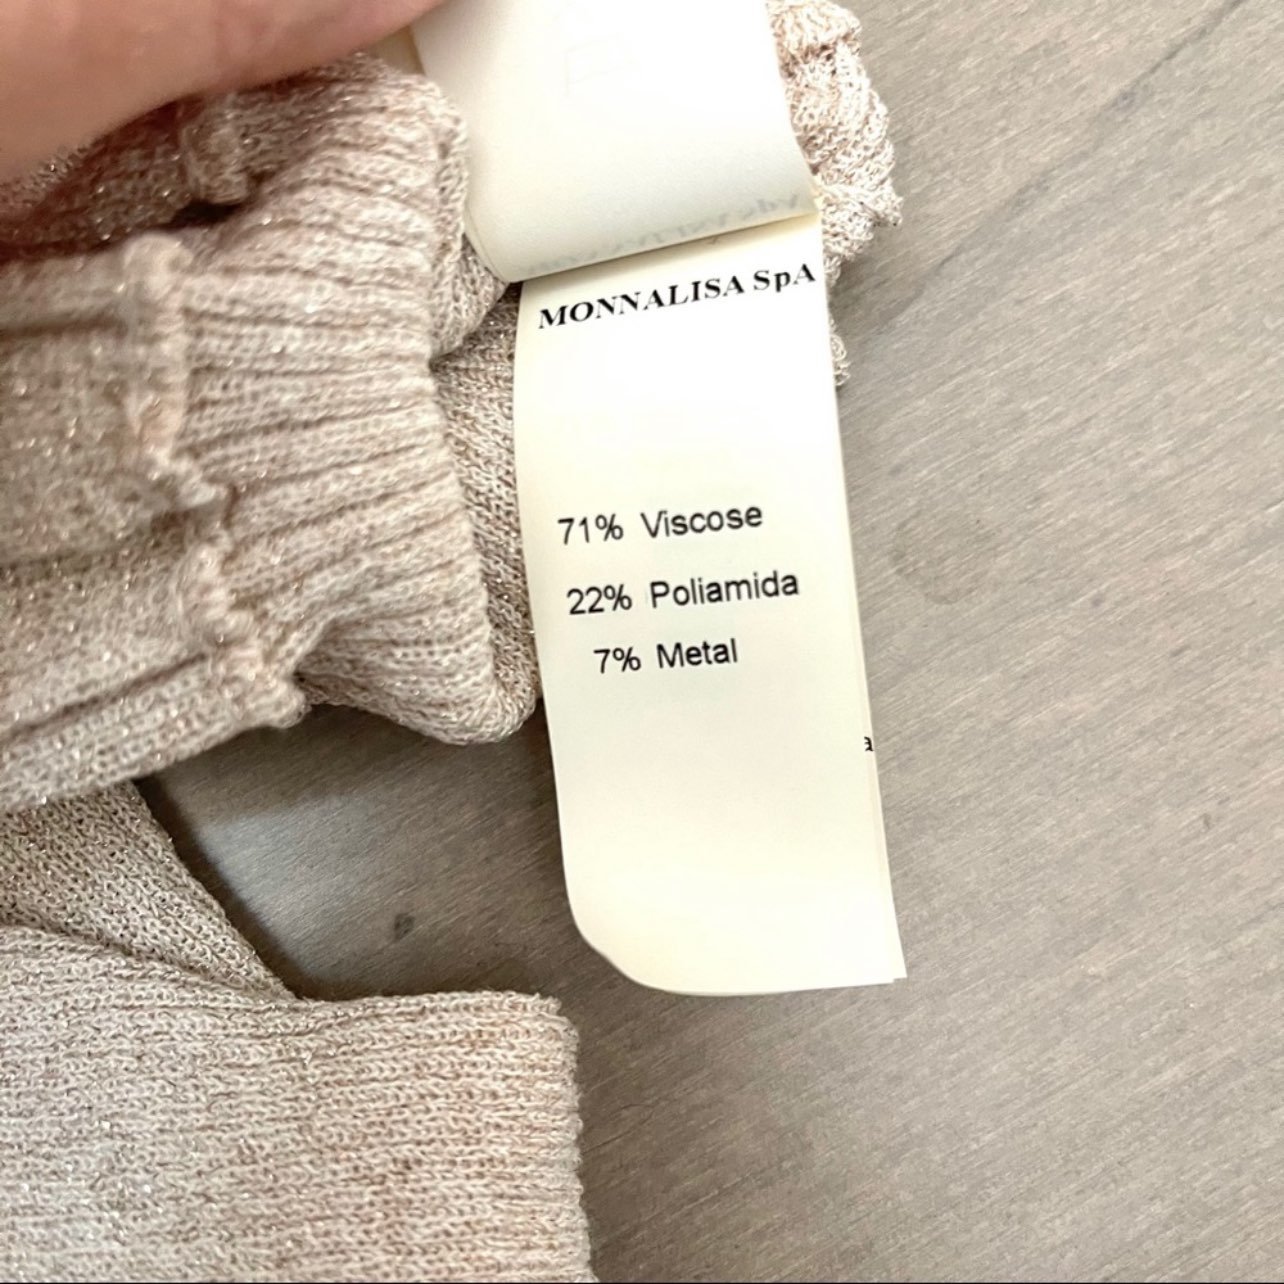 MONNALISA SpA
71% Viscose
22% Poliamida
7% Metal
a